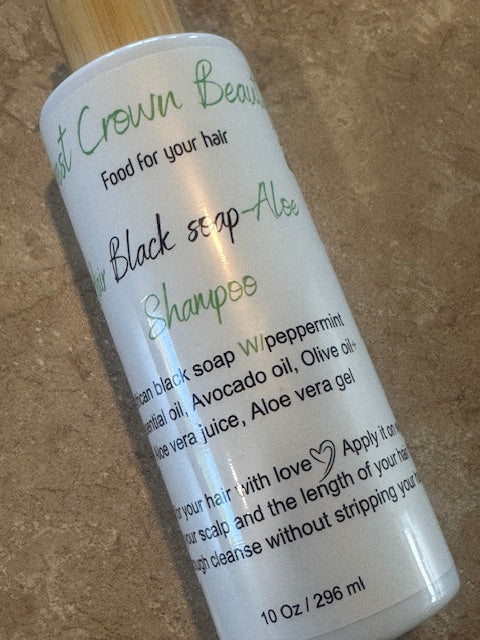 Crown
Food for your hair
Black soap-Aloe
Shampoo
black soap W/peppermint
oil, Avocado oil, Olive oil+
Aloe vera juice, Aloe vera gel
your hair with love Apply it on
your scalp and the length of your hair
cleanse without stripping your
10 Oz / 296 ml